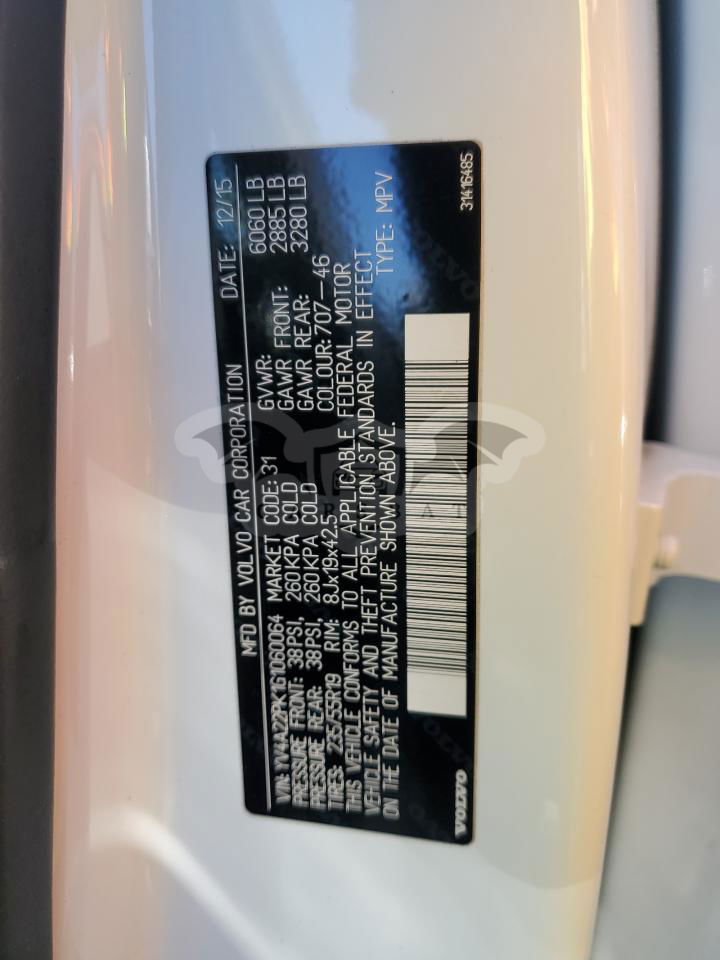 MFD BY VOLVO CAR CORPORATION DATE: 12/15
VIN: YV4A22PK1G1060064 MARKET CODE: 31 GVWR: 6060 LB
PRESSURE FRONT: 38PSI, 260KPA COLD GAWR FRONT: 2885 LB
PRESSURE REAR: 38PSI, 260KPA COLD GAWR REAR: 3280 LB
TIRES: 235/55R19 RIM: 8Jx19x42.5 COLOUR: 707-46
THIS VEHICLE CONFORMS TO ALL APPLICABLE FEDERAL MOTOR
VEHICLE SAFETY AND THEFT PREVENTION STANDARDS IN EFFECT
ON THE DATE OF MANUFACTURE SHOWN ABOVE. TYPE: MPV
VOLVO 31416485